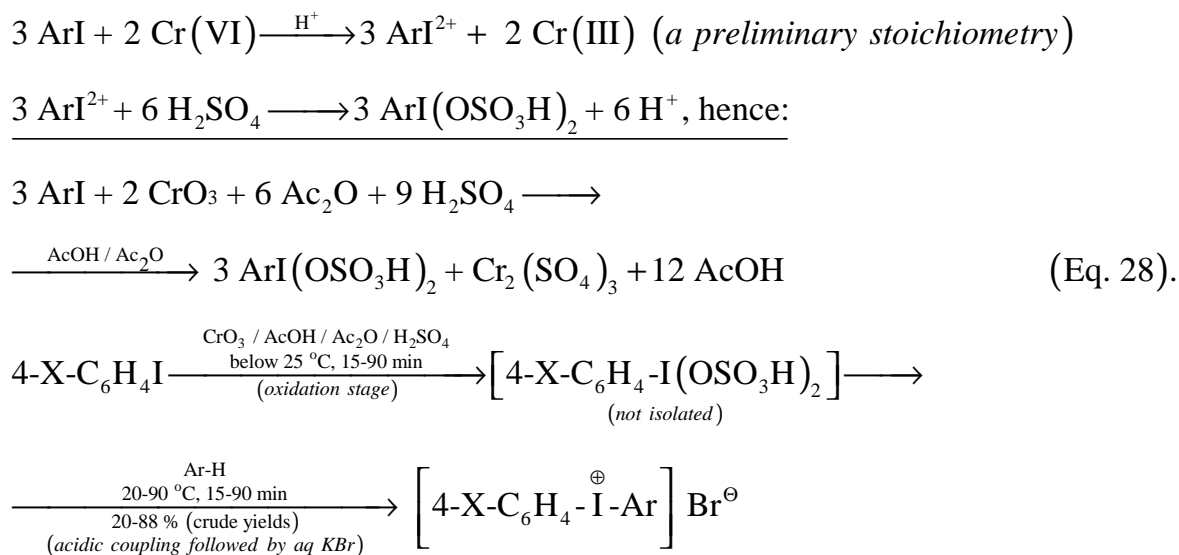 3 ArI + 2 Cr(VI) —H⁺→ 3 ArI²⁺ + 2 Cr(III) (a preliminary stoichiometry)
3 ArI²⁺ + 6 H₂SO₄ ⟶ 3 ArI(OSO₃H)₂ + 6 H⁺, hence:
3 ArI + 2 CrO₃ + 6 Ac₂O + 9 H₂SO₄ ⟶
AcOH / Ac₂O
⟶ 3 ArI(OSO₃H)₂ + Cr₂(SO₄)₃ + 12 AcOH (Eq. 28).
CrO₃ / AcOH / Ac₂O / H₂SO₄
below 25 °C, 15-90 min
4-X-C₆H₄I ⟶ [4-X-C₆H₄-I(OSO₃H)₂] ⟶
(oxidation stage) (not isolated)
Ar-H
20-90 °C, 15-90 min
⟶ [4-X-C₆H₄-I⊕-Ar] Br⊖
20-88 % (crude yields)
(acidic coupling followed by aq KBr)